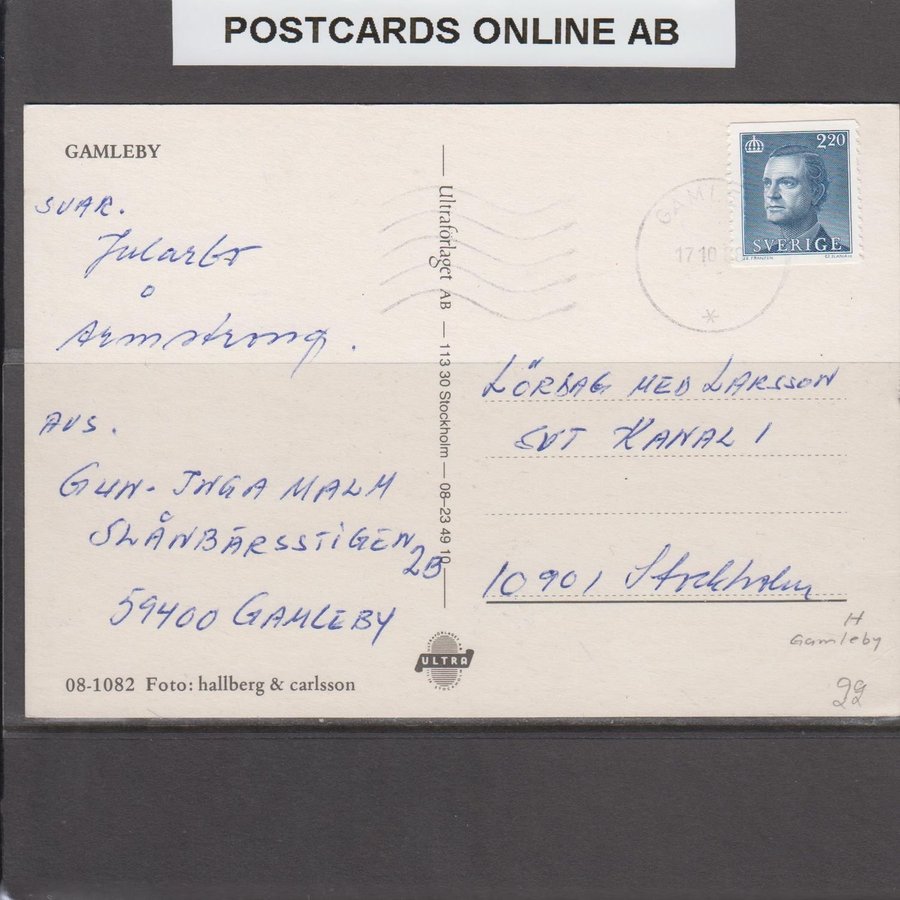 POSTCARDS ONLINE AB
GAMLEBY
SVAR.
Jularbo
o
Armstrong.
AVS.
GUN-INGA MALM
SLÅNBÄRSSTIGEN
2B
59400 GAMLEBY
08-1082 Foto: hallberg & carlsson
Ultraförlaget AB — 113 30 Stockholm — 08-23 49 10
ULTRA
2.20
SVERIGE
GAML
17 10
*
LÖRDAG MED LARSSON
SVT KANAL 1
10901 Stockholm
H
Gamleby